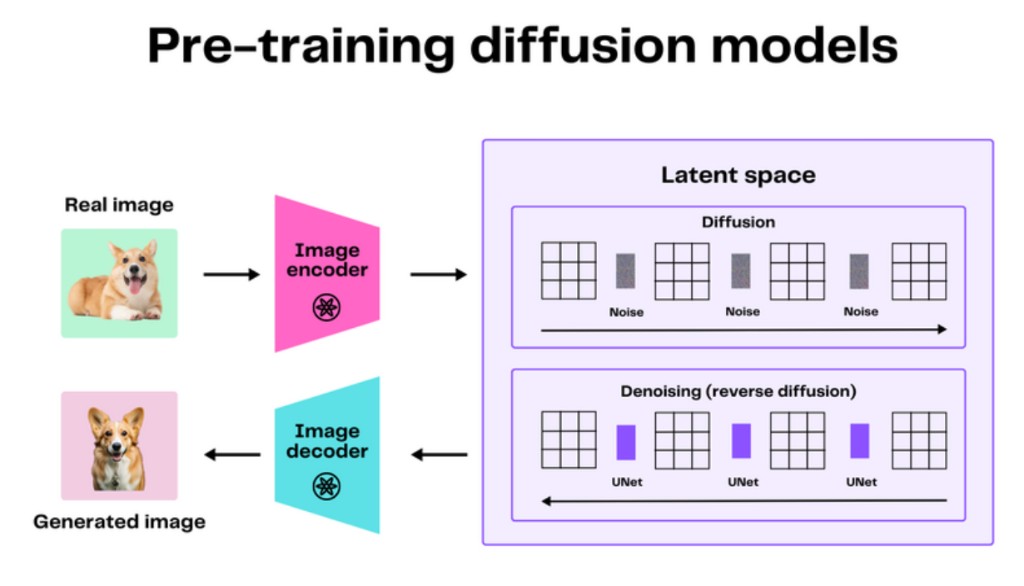 Pre-training diffusion models
Real image
Image
encoder
Latent space
Diffusion
Noise
Noise
Noise
Denoising (reverse diffusion)
UNet
UNet
UNet
Image
decoder
Generated image